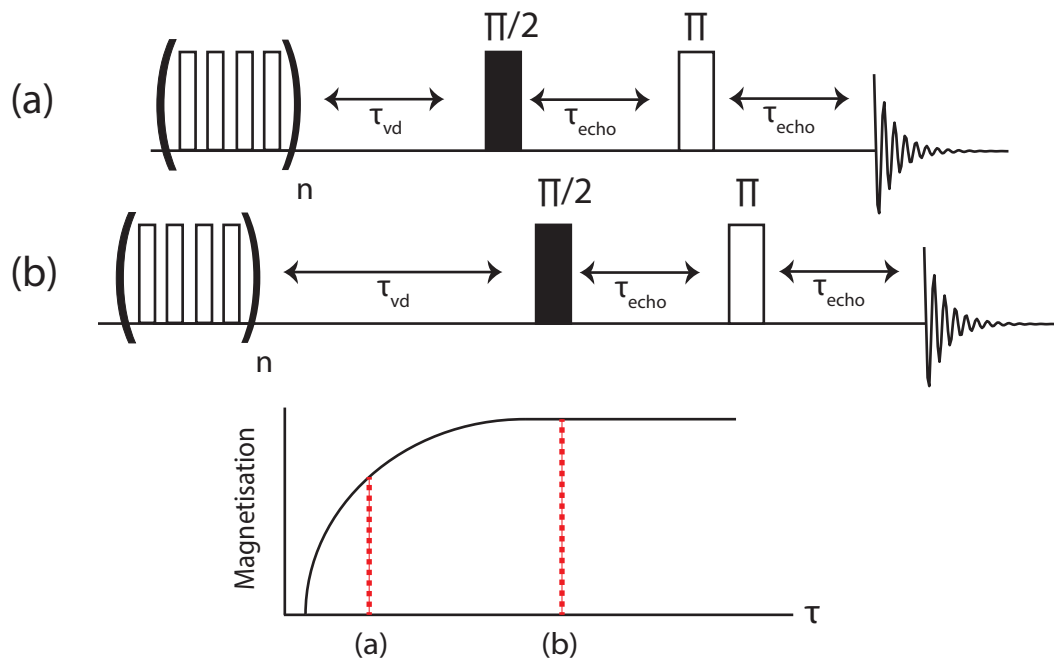 ∏/2 ∏
(a)
τvd τecho τecho
n
∏/2 ∏
(b)
τvd τecho τecho
n
Magnetisation
τ
(a) (b)